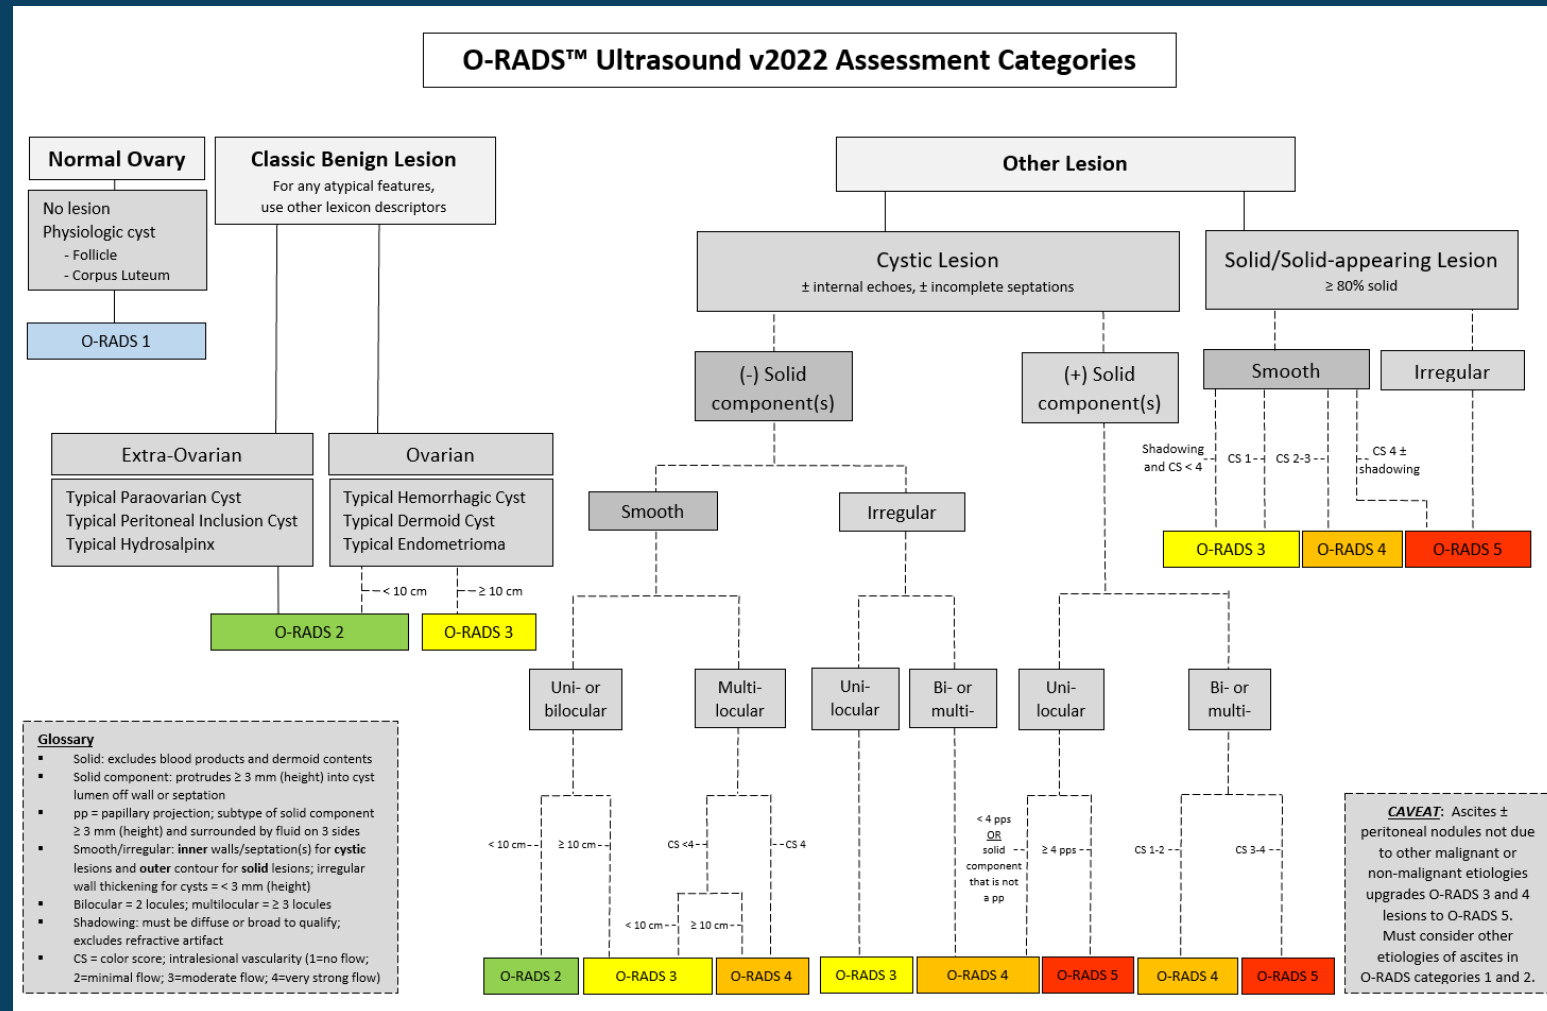 O-RADS™ Ultrasound v2022 Assessment Categories
Normal Ovary
No lesion
Physiologic cyst
- Follicle
- Corpus Luteum
O-RADS 1
Classic Benign Lesion
For any atypical features,
use other lexicon descriptors
Extra-Ovarian
Typical Paraovarian Cyst
Typical Peritoneal Inclusion Cyst
Typical Hydrosalpinx
Ovarian
Typical Hemorrhagic Cyst
Typical Dermoid Cyst
Typical Endometrioma
< 10 cm
≥ 10 cm
O-RADS 2
O-RADS 3
Other Lesion
Cystic Lesion
± internal echoes, ± incomplete septations
Solid/Solid-appearing Lesion
≥ 80% solid
(-) Solid
component(s)
(+) Solid
component(s)
Smooth
Irregular
Shadowing
and CS < 4
CS 1
CS 2-3
CS 4 ±
shadowing
O-RADS 3
O-RADS 4
O-RADS 5
Smooth
Irregular
Uni- or
bilocular
Multi-
locular
Uni-
locular
Bi- or
multi-
Uni-
locular
Bi- or
multi-
< 10 cm
≥ 10 cm
CS <4
CS 4
< 10 cm
≥ 10 cm
< 4 pps
OR
solid
component
that is not
a pp
≥ 4 pps
CS 1-2
CS 3-4
O-RADS 2
O-RADS 3
O-RADS 4
O-RADS 3
O-RADS 4
O-RADS 5
O-RADS 4
O-RADS 5
Glossary
▪ Solid: excludes blood products and dermoid contents
▪ Solid component: protrudes ≥ 3 mm (height) into cyst
lumen off wall or septation
▪ pp = papillary projection; subtype of solid component
≥ 3 mm (height) and surrounded by fluid on 3 sides
▪ Smooth/irregular: inner walls/septation(s) for cystic
lesions and outer contour for solid lesions; irregular
wall thickening for cysts = < 3 mm (height)
▪ Bilocular = 2 locules; multilocular = ≥ 3 locules
▪ Shadowing: must be diffuse or broad to qualify;
excludes refractive artifact
▪ CS = color score; intralesional vascularity (1=no flow;
2=minimal flow; 3=moderate flow; 4=very strong flow)
CAVEAT: Ascites ±
peritoneal nodules not due
to other malignant or
non-malignant etiologies
upgrades O-RADS 3 and 4
lesions to O-RADS 5.
Must consider other
etiologies of ascites in
O-RADS categories 1 and 2.